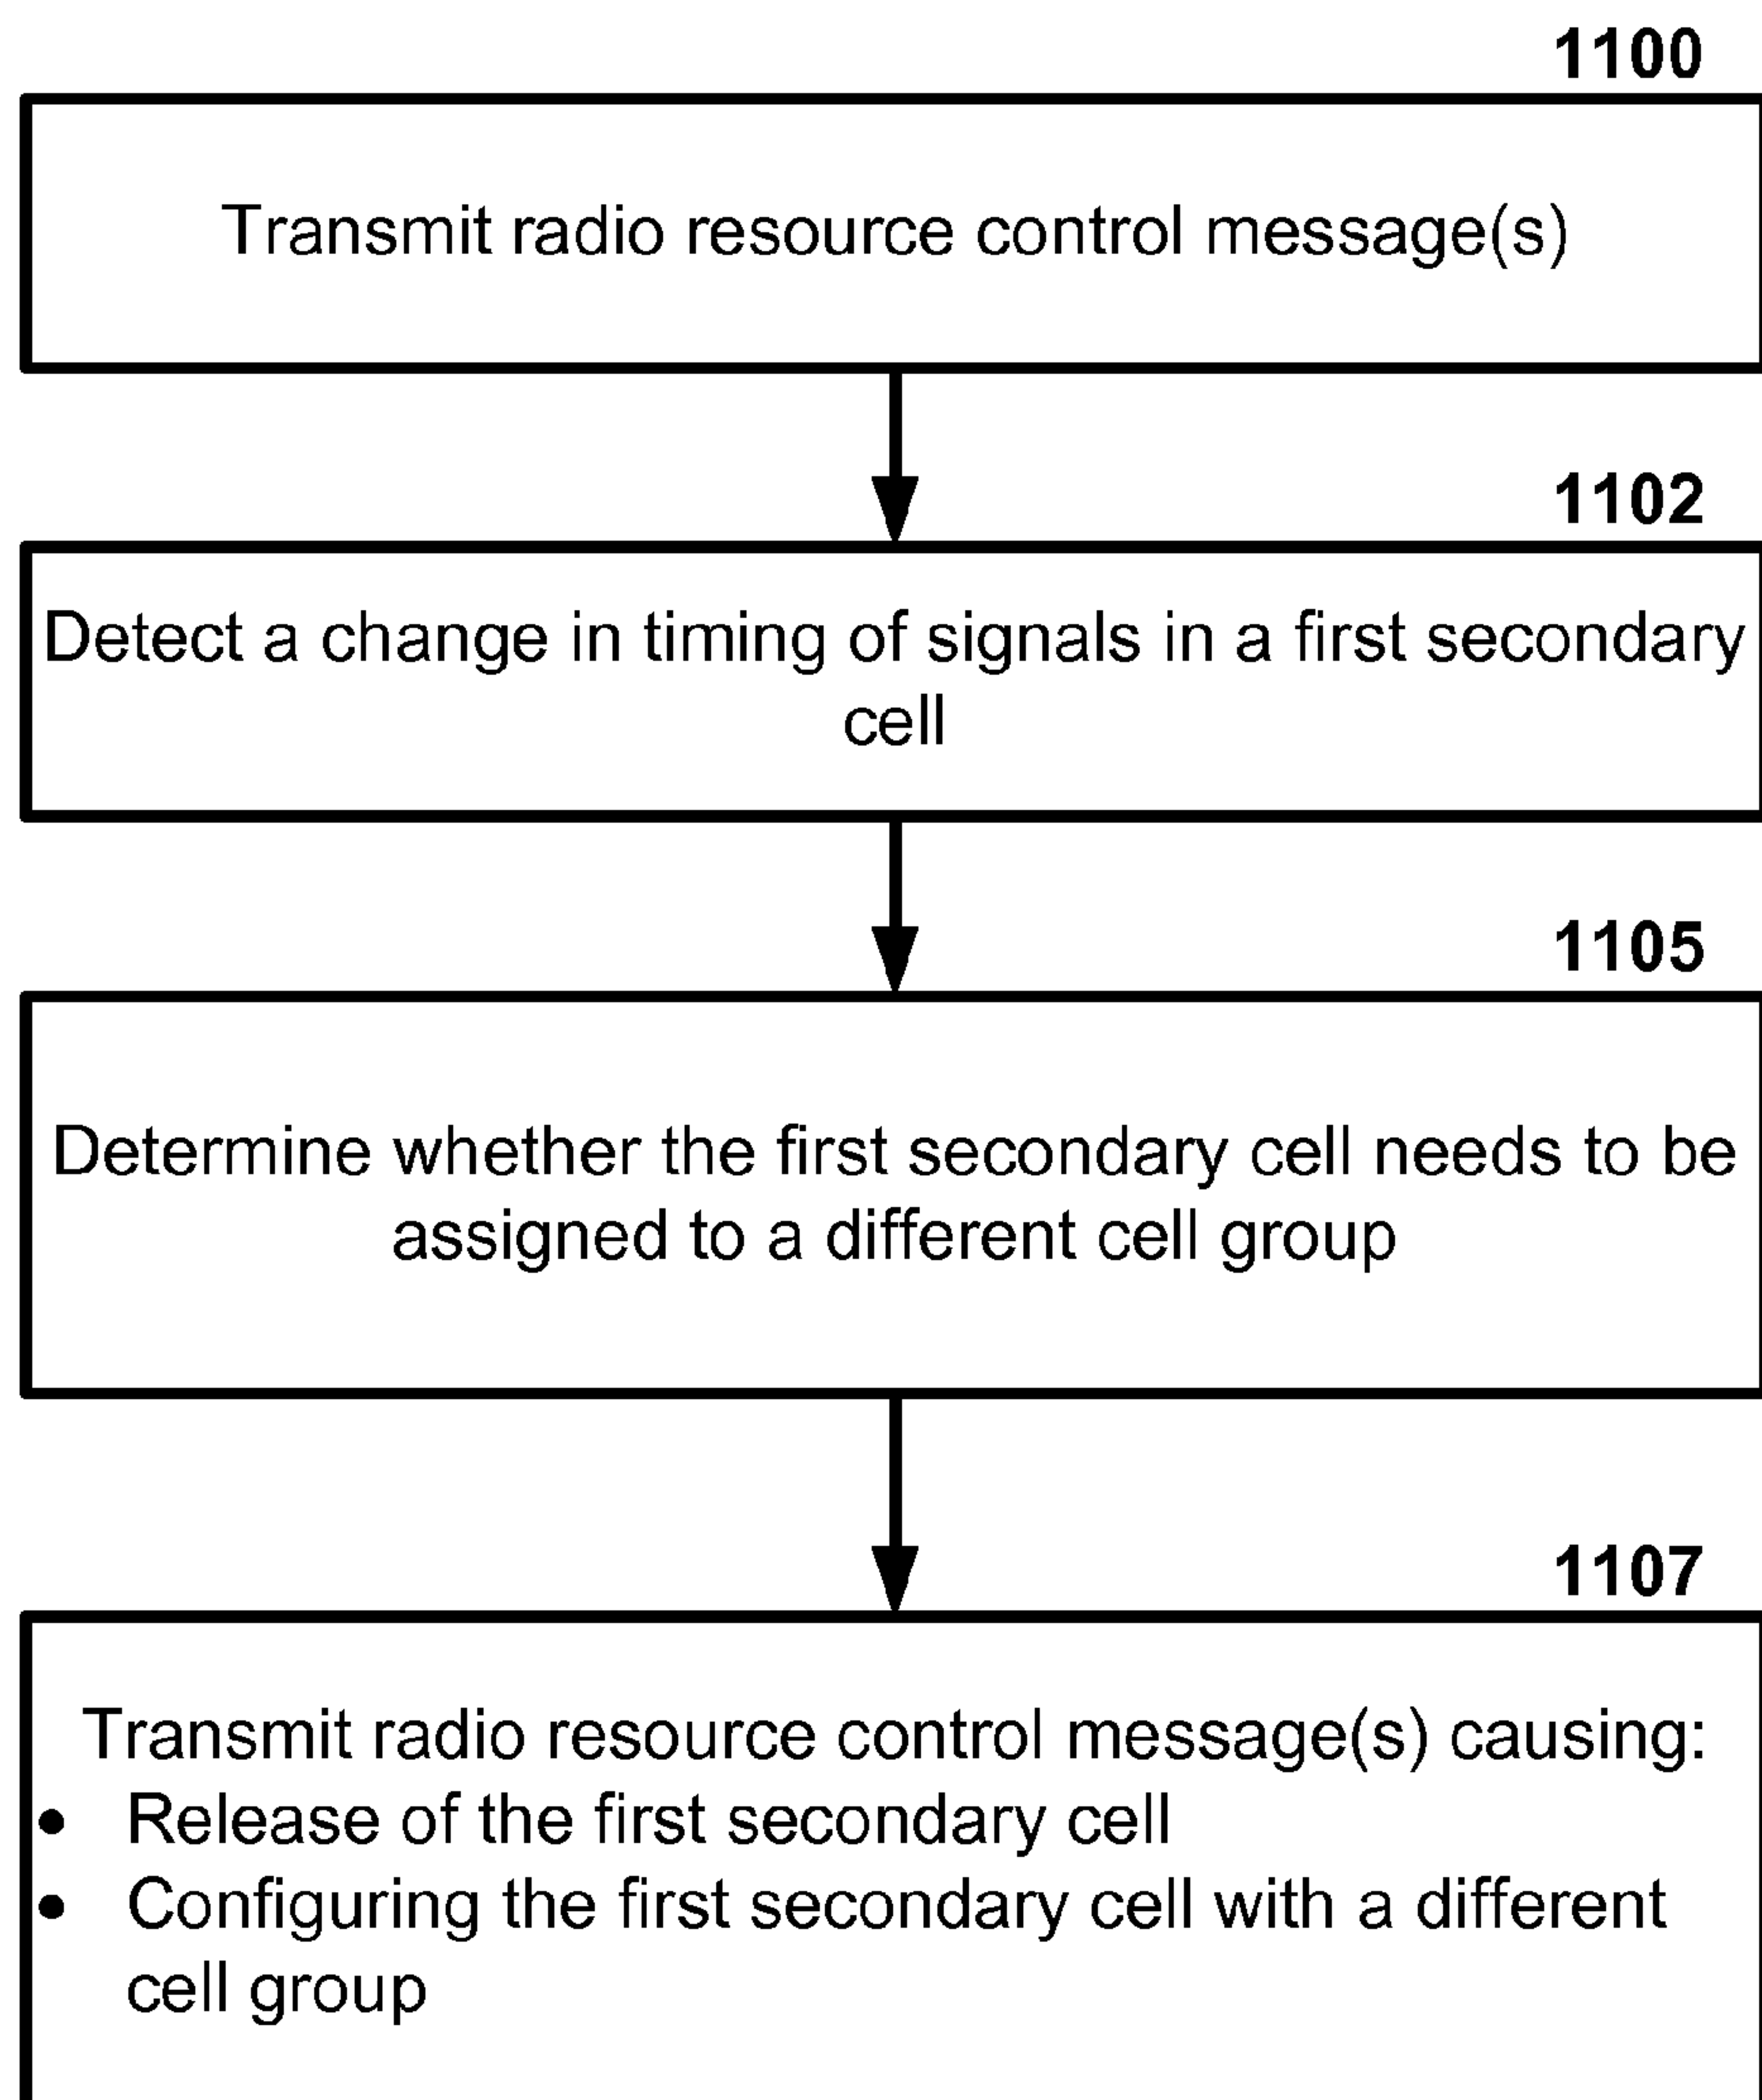 1100
Transmit radio resource control message(s)
1102
Detect a change in timing of signals in a first secondary
cell
1105
Determine whether the first secondary cell needs to be
assigned to a different cell group
1107
Transmit radio resource control message(s) causing:
• Release of the first secondary cell
• Configuring the first secondary cell with a different
cell group